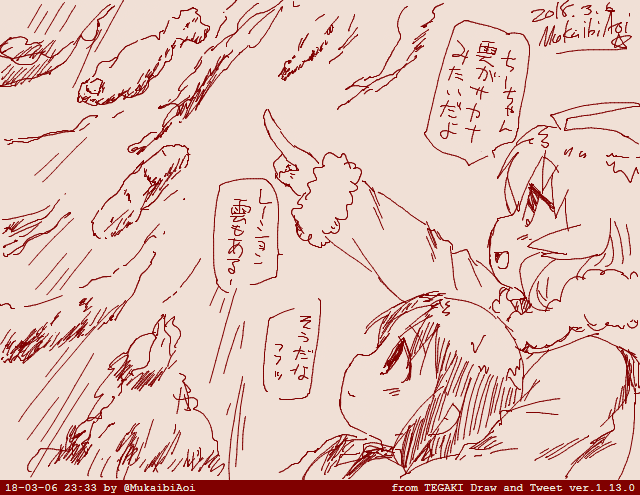 2018.3.6
MukaibiAoi
ちーちゃん
雲がサカナ
みたいだよ
レーション
雲もあるー
そうだな
フフッ
18-03-06 23:33 by @MukaibiAoi
from TEGAKI Draw and Tweet ver.1.13.0